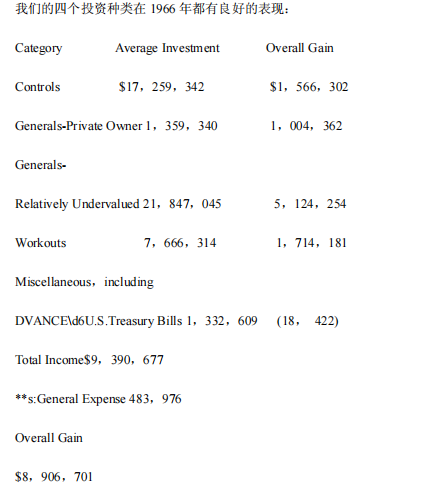 我们的四个投资种类在 1966 年都有良好的表现：
Category Average Investment Overall Gain
Controls $17，259，342 $1，566，302
Generals-Private Owner 1，359，340 1，004，362
Generals-
Relatively Undervalued 21，847，045 5，124，254
Workouts 7，666，314 1，714，181
Miscellaneous，including
DVANCE\d6U.S.Treasury Bills 1，332，609 (18， 422)
Total Income$9，390，677
**s:General Expense 483，976
Overall Gain
$8，906，701